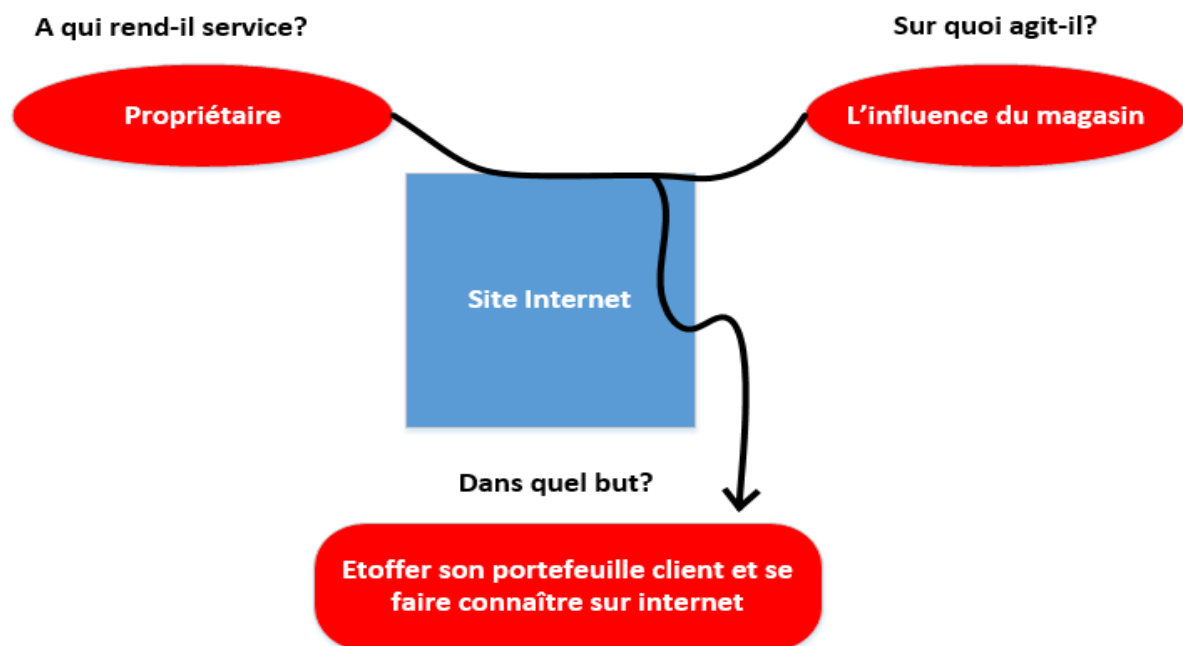 A qui rend-il service?
Sur quoi agit-il?
Propriétaire
L’influence du magasin
Site Internet
Dans quel but?
Etoffer son portefeuille client et se
faire connaître sur internet